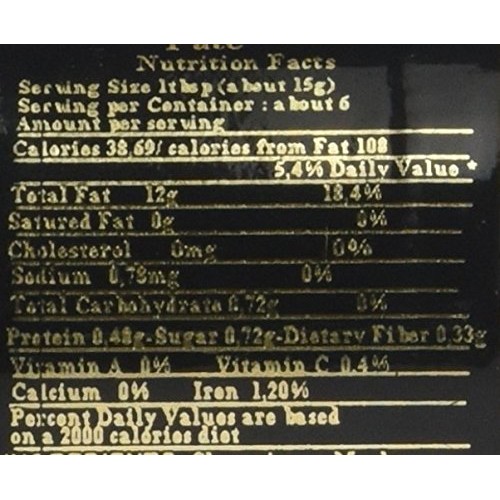 Nutrition Facts
Serving Size 1tbsp (about 15g)
Serving per Container : about 6
Amount per serving
Calories 38,69/ calories from Fat 108
5,4% Daily Value *
Total Fat 12g 18,4%
Satured Fat 0g 0%
Cholesterol 0mg 0%
Sodium 0,78mg 0%
Total Carbohydrate 0,72g 0%
Protein 0,48g-Sugar 0,72g-Dietary Fiber 0,33g
Vitamin A 0% Vitamin C 0,4%
Calcium 0% Iron 1,20%
Percent Daily Values are based
on a 2000 calories diet